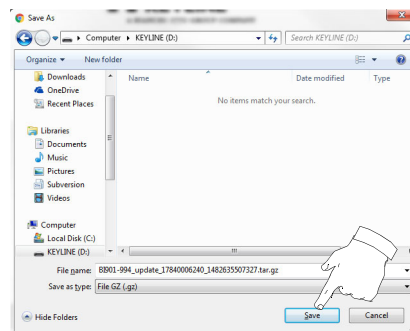 Save As
Computer ▸ KEYLINE (D:)
Search KEYLINE (D:)
Organize
New folder
Name
Date modified
Type
No items match your search.
Downloads
OneDrive
Recent Places
Libraries
Documents
Music
Pictures
Subversion
Videos
Computer
Local Disk (C:)
KEYLINE (D:)
File name: BI901-994_update_17840006240_1482635507327.tar.gz
Save as type: File GZ (.gz)
Hide Folders
Save
Cancel